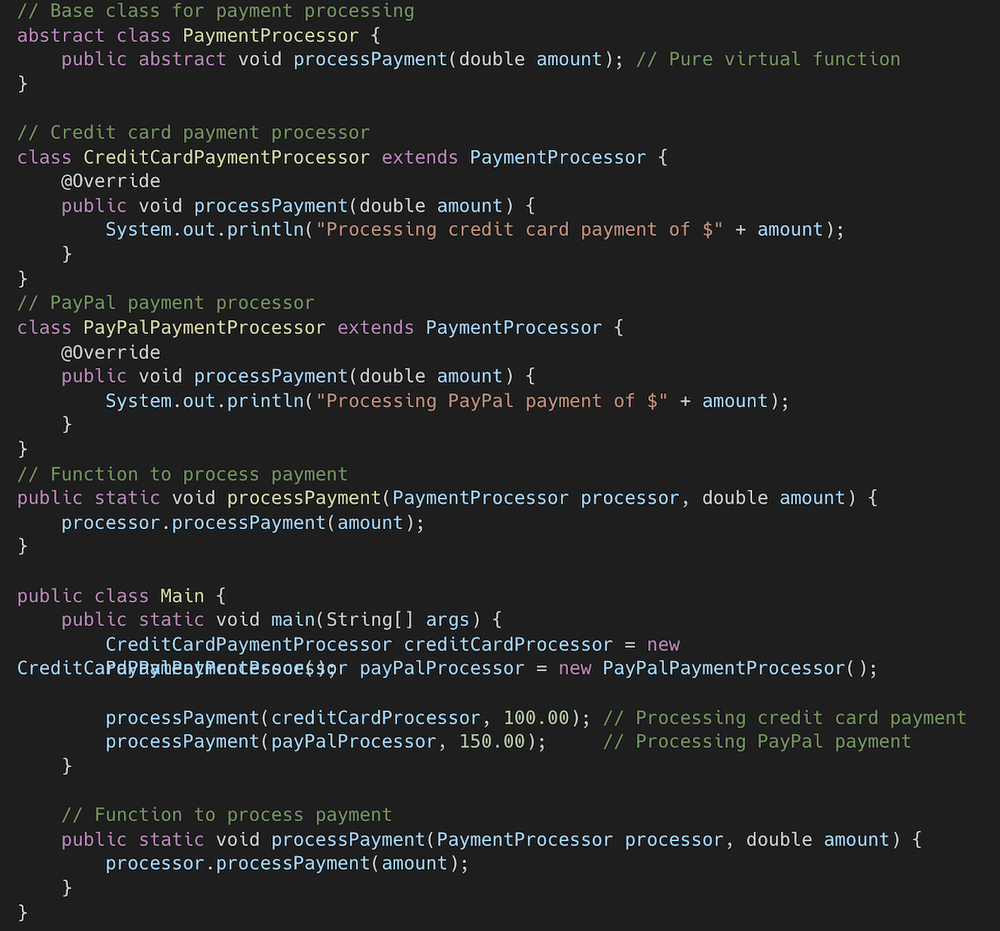 // Base class for payment processing
abstract class PaymentProcessor {
    public abstract void processPayment(double amount); // Pure virtual function
}

// Credit card payment processor
class CreditCardPaymentProcessor extends PaymentProcessor {
    @Override
    public void processPayment(double amount) {
        System.out.println("Processing credit card payment of $" + amount);
    }
}
// PayPal payment processor
class PayPalPaymentProcessor extends PaymentProcessor {
    @Override
    public void processPayment(double amount) {
        System.out.println("Processing PayPal payment of $" + amount);
    }
}
// Function to process payment
public static void processPayment(PaymentProcessor processor, double amount) {
    processor.processPayment(amount);
}

public class Main {
    public static void main(String[] args) {
        CreditCardPaymentProcessor creditCardProcessor = new
CreditCardPaymentProcessor();
        PayPalPaymentProcessor payPalProcessor = new PayPalPaymentProcessor();

        processPayment(creditCardProcessor, 100.00); // Processing credit card payment
        processPayment(payPalProcessor, 150.00);     // Processing PayPal payment
    }

    // Function to process payment
    public static void processPayment(PaymentProcessor processor, double amount) {
        processor.processPayment(amount);
    }
}